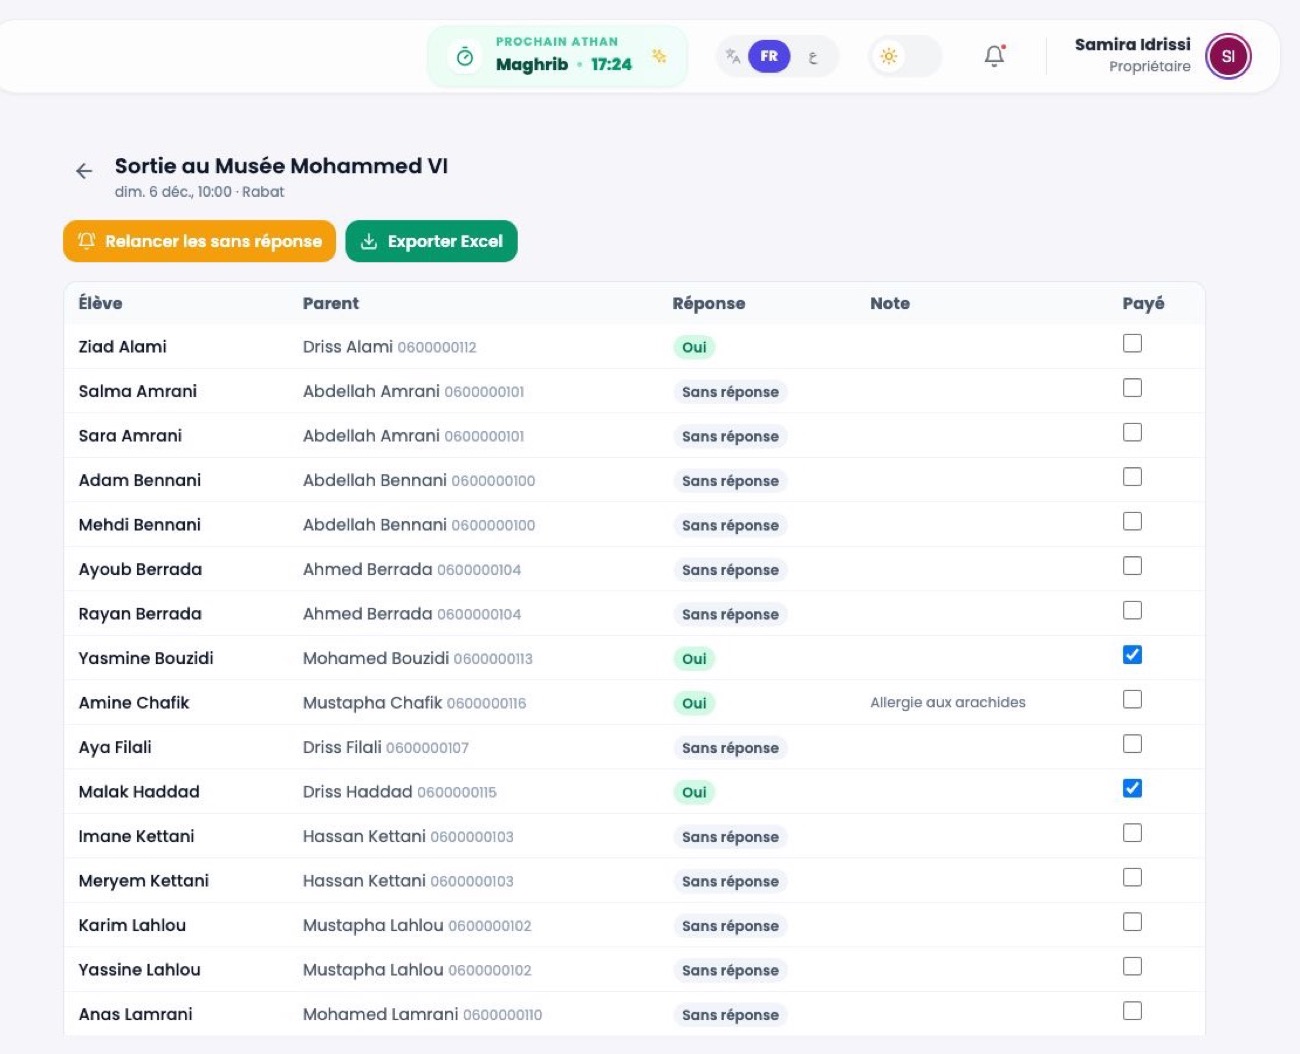 PROCHAIN ATHAN
Maghrib • 17:24
FR
ع
Samira Idrissi
Propriétaire
SI
Sortie au Musée Mohammed VI
dim. 6 déc., 10:00 · Rabat
Relancer les sans réponse
Exporter Excel
Élève Parent Réponse Note Payé
Ziad Alami Driss Alami 0600000112 Oui
Salma Amrani Abdellah Amrani 0600000101 Sans réponse
Sara Amrani Abdellah Amrani 0600000101 Sans réponse
Adam Bennani Abdellah Bennani 0600000100 Sans réponse
Mehdi Bennani Abdellah Bennani 0600000100 Sans réponse
Ayoub Berrada Ahmed Berrada 0600000104 Sans réponse
Rayan Berrada Ahmed Berrada 0600000104 Sans réponse
Yasmine Bouzidi Mohamed Bouzidi 0600000113 Oui
Amine Chafik Mustapha Chafik 0600000116 Oui Allergie aux arachides
Aya Filali Driss Filali 0600000107 Sans réponse
Malak Haddad Driss Haddad 0600000115 Oui
Imane Kettani Hassan Kettani 0600000103 Sans réponse
Meryem Kettani Hassan Kettani 0600000103 Sans réponse
Karim Lahlou Mustapha Lahlou 0600000102 Sans réponse
Yassine Lahlou Mustapha Lahlou 0600000102 Sans réponse
Anas Lamrani Mohamed Lamrani 0600000110 Sans réponse